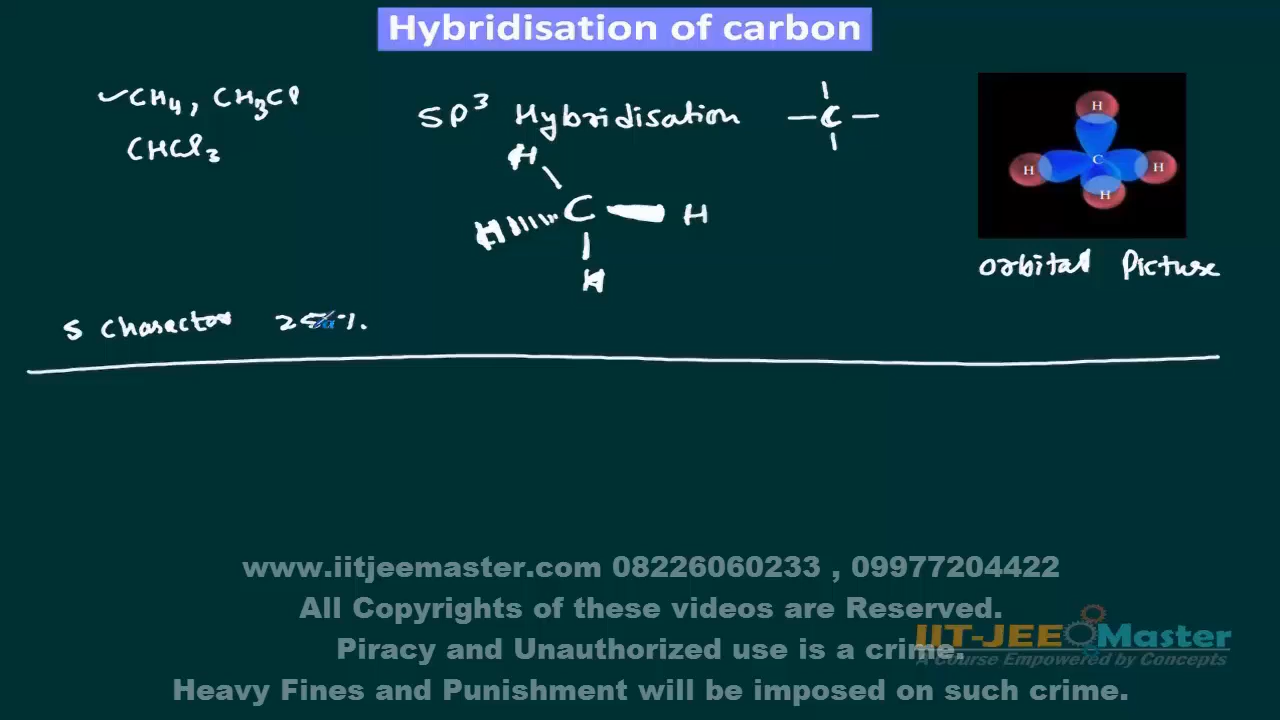 Hybridisation of carbon
✓CH4, CH3Cl
CHCl3
SP³ Hybridisation
– C –
H
H C H
H
H
H C H
H
orbital Picture
S Character 25%.
www.iitjeemaster.com 08226060233 , 09977204422
All Copyrights of these videos are Reserved.
IIT-JEE Master
Piracy and Unauthorized use is a crime.
A Course Empowered by Concepts
Heavy Fines and Punishment will be imposed on such crime.